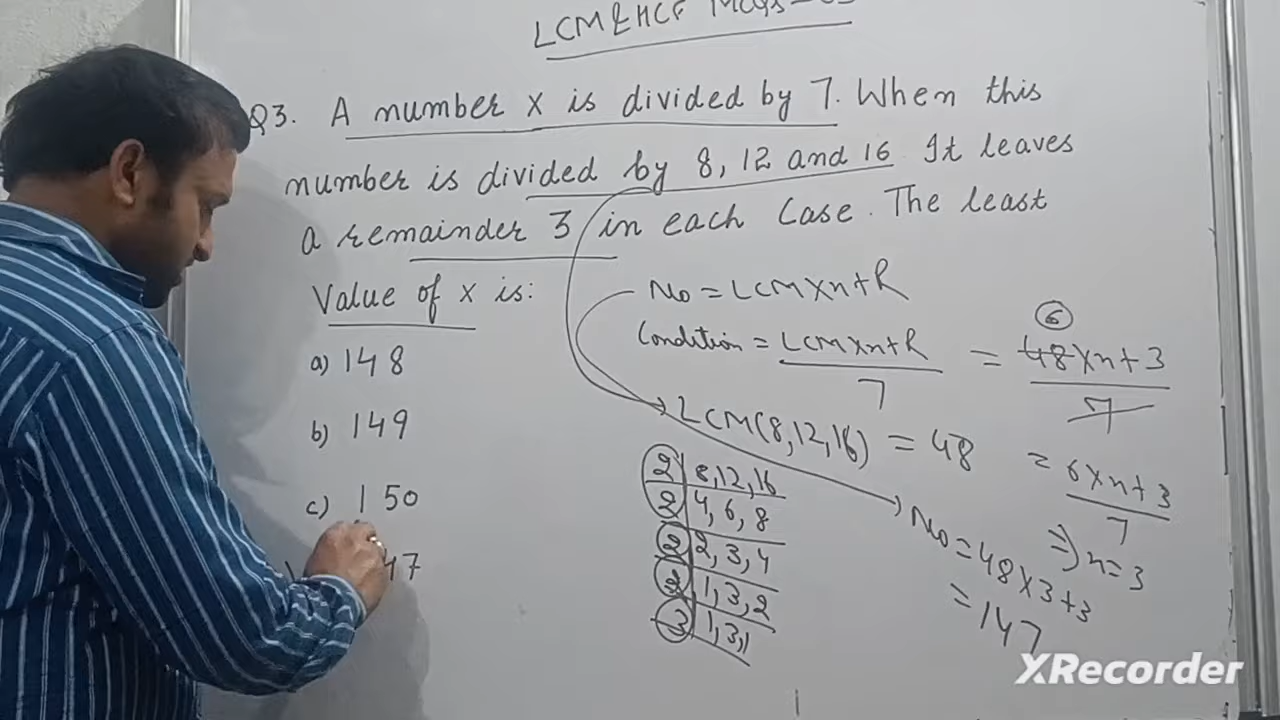 LCM & HCF MCQs
Q3. A number x is divided by 7. When this
number is divided by 8, 12 and 16 It leaves
a remainder 3 in each Case. The least
Value of x is:
a) 148
b) 149
c) 150
47
No = LCM×n+R
Condition = LCM×n+R / 7 = 48×n+3 / 7
6
LCM(8,12,16) = 48
= 6×n+3 / 7
⇒ n=3
2 | 8,12,16
2 | 4,6,8
2 | 2,3,4
2 | 1,3,2
3 | 1,3,1
No = 48×3+3
= 147
XRecorder